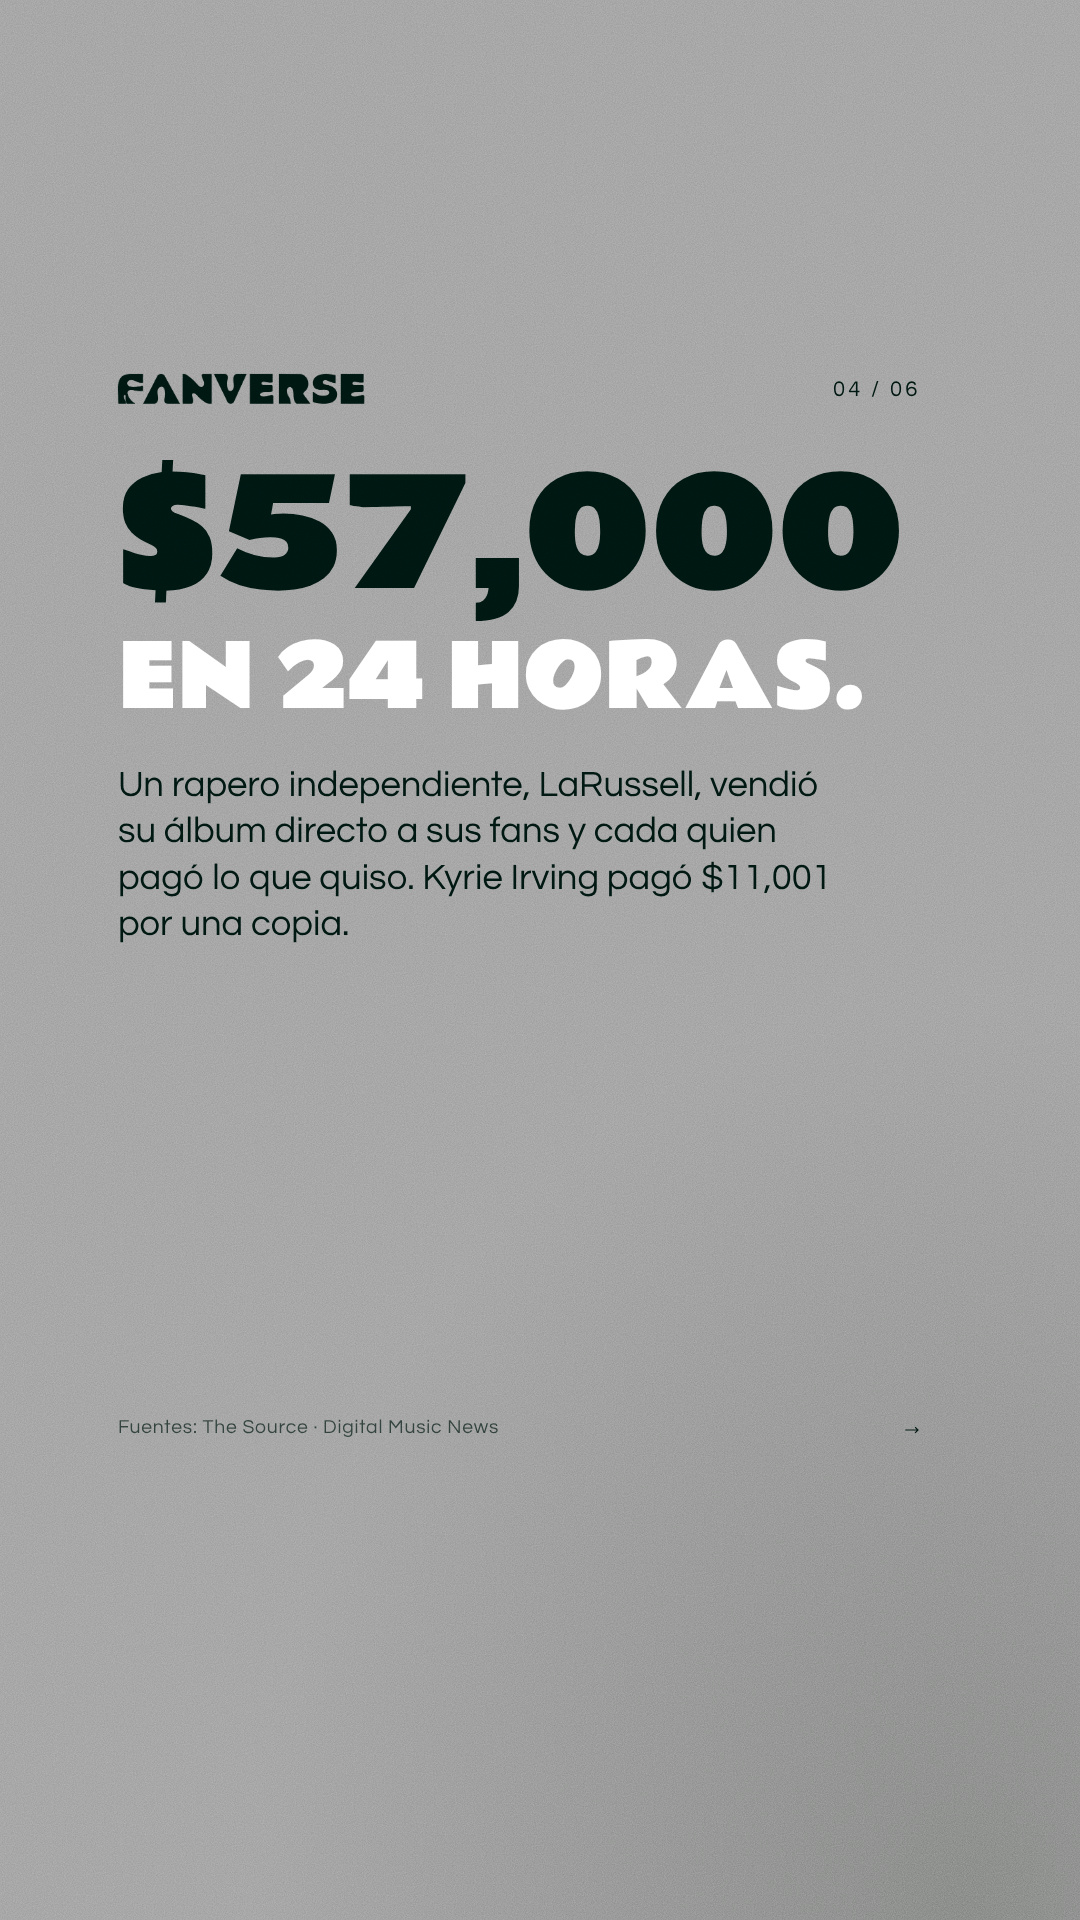 FANVERSE
04 / 06
$57,000
EN 24 HORAS.
Un rapero independiente, LaRussell, vendió
su álbum directo a sus fans y cada quien
pagó lo que quiso. Kyrie Irving pagó $11,001
por una copia.
Fuentes: The Source · Digital Music News →